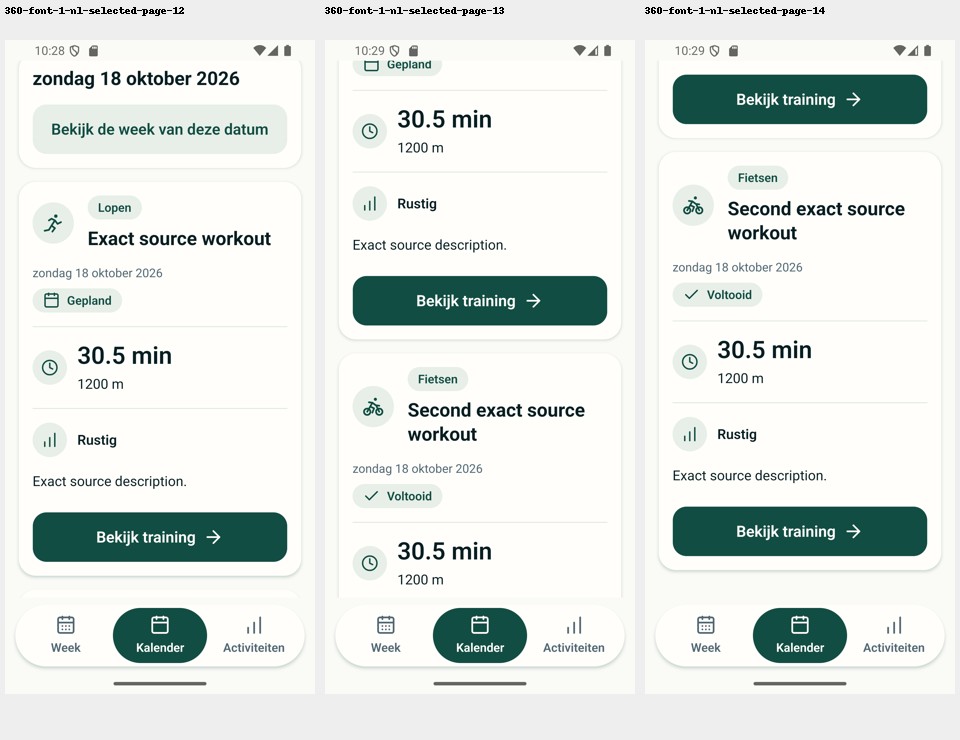 360-font-1-nl-selected-page-12
10:28
zondag 18 oktober 2026
Bekijk de week van deze datum
Lopen
Exact source workout
zondag 18 oktober 2026
Gepland
30.5 min
1200 m
Rustig
Exact source description.
Bekijk training
Week
Kalender
Activiteiten
360-font-1-nl-selected-page-13
10:29
Gepland
30.5 min
1200 m
Rustig
Exact source description.
Bekijk training
Fietsen
Second exact source
workout
zondag 18 oktober 2026
Voltooid
30.5 min
1200 m
Week
Kalender
Activiteiten
360-font-1-nl-selected-page-14
10:29
Bekijk training
Fietsen
Second exact source
workout
zondag 18 oktober 2026
Voltooid
30.5 min
1200 m
Rustig
Exact source description.
Bekijk training
Week
Kalender
Activiteiten